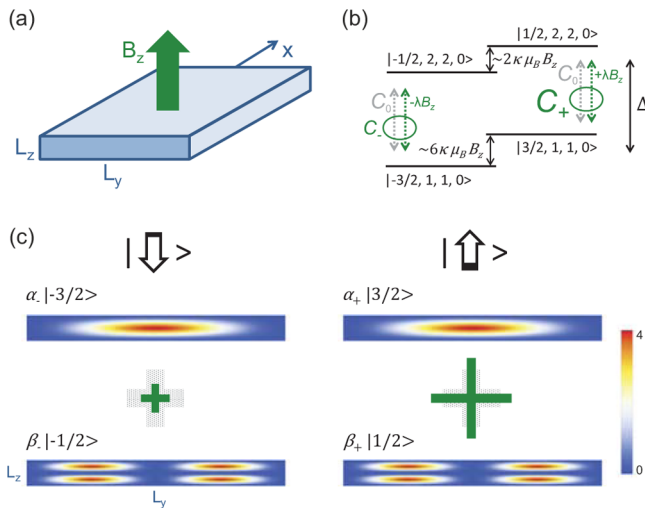 (a)
B_z
x
L_z
L_y
(b)
|1/2, 2, 2, 0>
|-1/2, 2, 2, 0>
~2κμ_B B_z
C_0
-λB_z
C_-
C_0
+λB_z
C_+
Δ
~6κμ_B B_z
|3/2, 1, 1, 0>
|-3/2, 1, 1, 0>
(c)
| >
| >
α_-|-3/2>
α_+|3/2>
4
β_-|-1/2>
β_+|1/2>
L_z
L_y
0